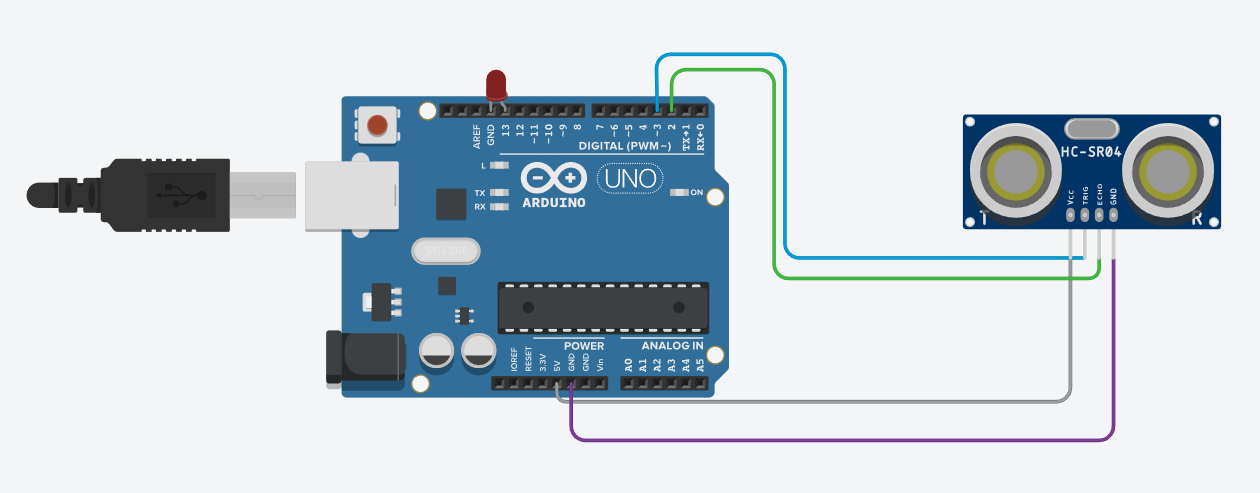 AREF
GND
13
12
~11
~10
~9
8
7
~6
~5
4
~3
2
TX→1
RX←0
DIGITAL (PWM~)
L
TX
RX
UNO
ARDUINO
ON
HC-SR04
VCC
TRIG
ECHO
GND
T
R
POWER
ANALOG IN
IOREF
RESET
3.3V
5V
GND
GND
Vin
A0
A1
A2
A3
A4
A5